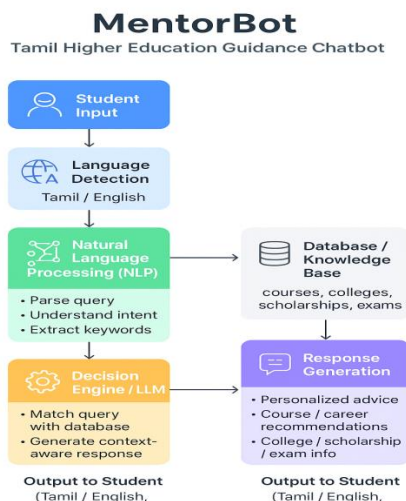 MentorBot
Tamil Higher Education Guidance Chatbot
Student
Input
Language
Detection
Tamil / English
Natural
Language
Processing (NLP)
• Parse query
• Understand intent
• Extract keywords
Database /
Knowledge
Base
courses, colleges,
scholarships, exams
Decision
Engine / LLM
• Match query
with database
• Generate context-
aware response
Response
Generation
• Personalized advice
• Course / career
recommendations
• College / scholarship
/ exam info
Output to Student
(Tamil / English,
Output to Student
(Tamil / English,